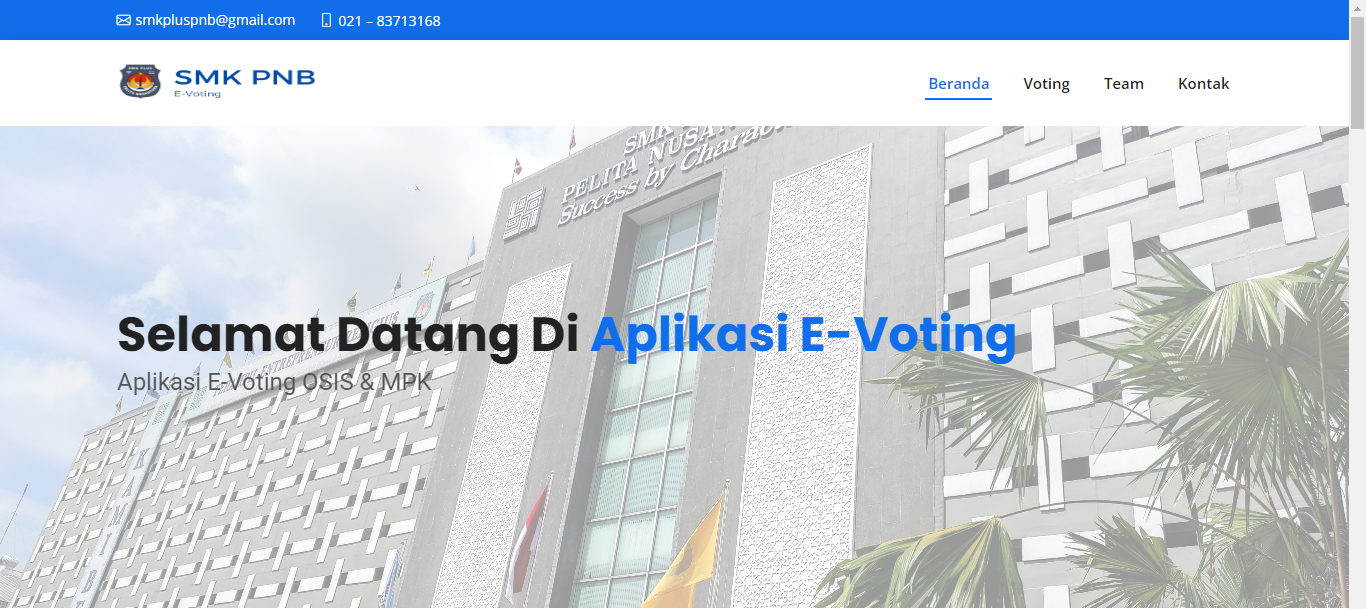 smkpluspnb@gmail.com
021 – 83713168
SMK PNB
E-Voting
Beranda
Voting
Team
Kontak
SMK
PELITA NUSA
Success by Charac
Selamat Datang Di Aplikasi E-Voting
Aplikasi E-Voting OSIS & MPK
K A M I B